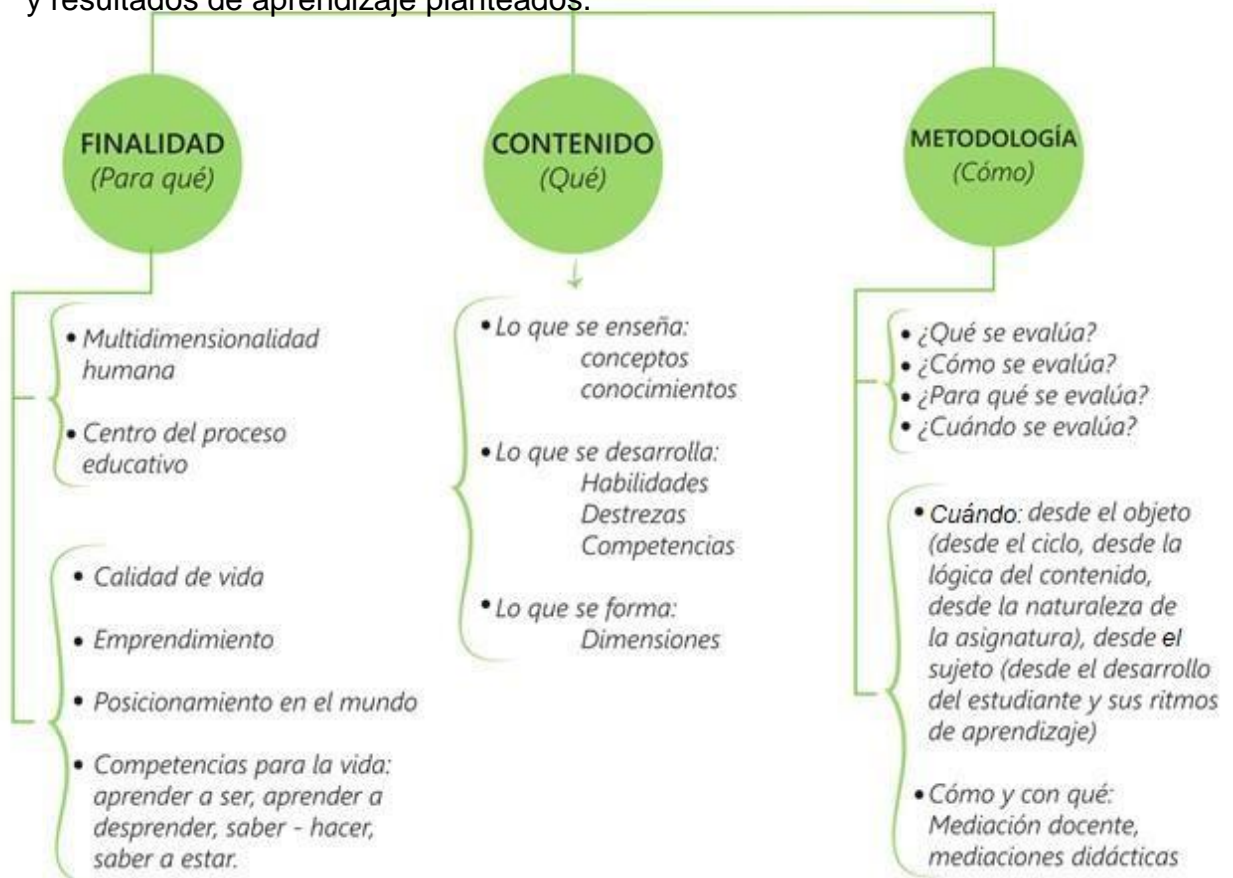 y resultados de aprendizaje planteados.
FINALIDAD
(Para qué)
• Multidimensionalidad
humana
• Centro del proceso
educativo
• Calidad de vida
• Emprendimiento
• Posicionamiento en el mundo
• Competencias para la vida:
aprender a ser, aprender a
desprender, saber - hacer,
saber a estar.
CONTENIDO
(Qué)
• Lo que se enseña:
conceptos
conocimientos
• Lo que se desarrolla:
Habilidades
Destrezas
Competencias
• Lo que se forma:
Dimensiones
METODOLOGÍA
(Cómo)
• ¿Qué se evalúa?
• ¿Cómo se evalúa?
• ¿Para qué se evalúa?
• ¿Cuándo se evalúa?
• Cuándo: desde el objeto
(desde el ciclo, desde la
lógica del contenido,
desde la naturaleza de
la asignatura), desde el
sujeto (desde el desarrollo
del estudiante y sus ritmos
de aprendizaje)
• Cómo y con qué:
Mediación docente,
mediaciones didácticas